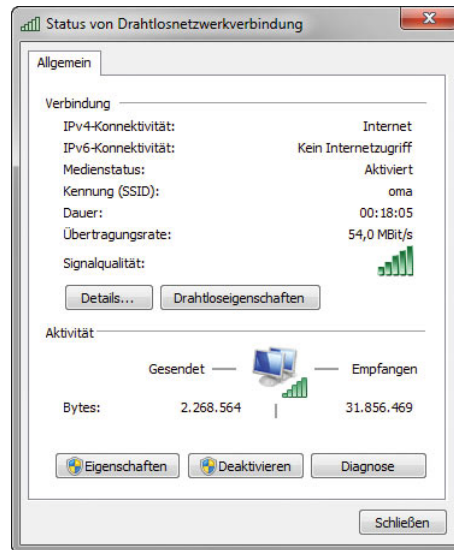 Status von Drahtlosnetzwerkverbindung
Allgemein
Verbindung
IPv4-Konnektivität: Internet
IPv6-Konnektivität: Kein Internetzugriff
Medienstatus: Aktiviert
Kennung (SSID): oma
Dauer: 00:18:05
Übertragungsrate: 54,0 MBit/s
Signalqualität:
Details... Drahtloseigenschaften
Aktivität
Gesendet Empfangen
Bytes: 2.268.564 31.856.469
Eigenschaften Deaktivieren Diagnose
Schließen